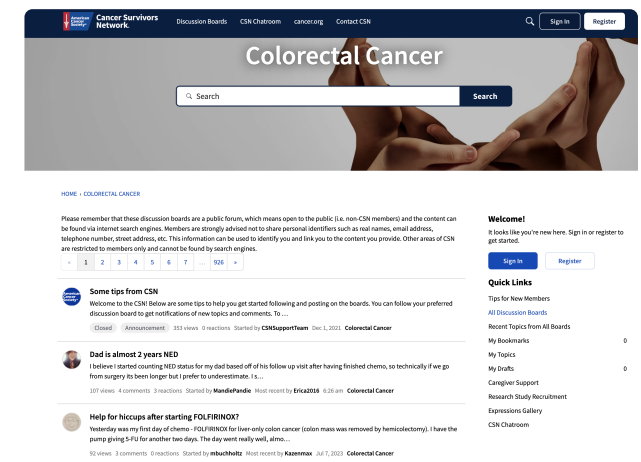 American Cancer Society®
Cancer Survivors Network.
Discussion Boards
CSN Chatroom
cancer.org
Contact CSN
Sign In
Register
Colorectal Cancer
Search
Search
HOME › COLORECTAL CANCER
Please remember that these discussion boards are a public forum, which means open to the public (i.e. non-CSN members) and the content can
be found via internet search engines. Members are strongly advised not to share personal identifiers such as real names, email address,
telephone number, street address, etc. This information can be used to identify you and link you to the content you provide. Other areas of CSN
are restricted to members only and cannot be found by search engines.
« 1 2 3 4 5 6 7 … 926 »
Some tips from CSN
Welcome to the CSN! Below are some tips to help you get started following and posting on the boards. You can follow your preferred
discussion board to get notifications of new topics and comments. To …
Closed Announcement 353 views 0 reactions Started by CSNSupportTeam Dec 1, 2021 Colorectal Cancer
Dad is almost 2 years NED
I believe I started counting NED status for my dad based off of his follow up visit after having finished chemo, so technically if we go
from surgery its been longer but I prefer to underestimate. I s…
107 views 4 comments 3 reactions Started by MandiePandie Most recent by Erica2016 6:26 am Colorectal Cancer
Help for hiccups after starting FOLFIRINOX?
Yesterday was my first day of chemo - FOLFIRINOX for liver-only colon cancer (colon mass was removed by hemicolectomy). I have the
pump giving 5-FU for another two days. The day went really well, almo…
92 views 3 comments 0 reactions Started by mbuchholtz Most recent by Kazenmax Jul 7, 2023 Colorectal Cancer
Welcome!
It looks like you're new here. Sign in or register to
get started.
Sign In
Register
Quick Links
Tips for New Members
All Discussion Boards
Recent Topics from All Boards
My Bookmarks 0
My Topics
My Drafts 0
Caregiver Support
Research Study Recruitment
Expressions Gallery
CSN Chatroom